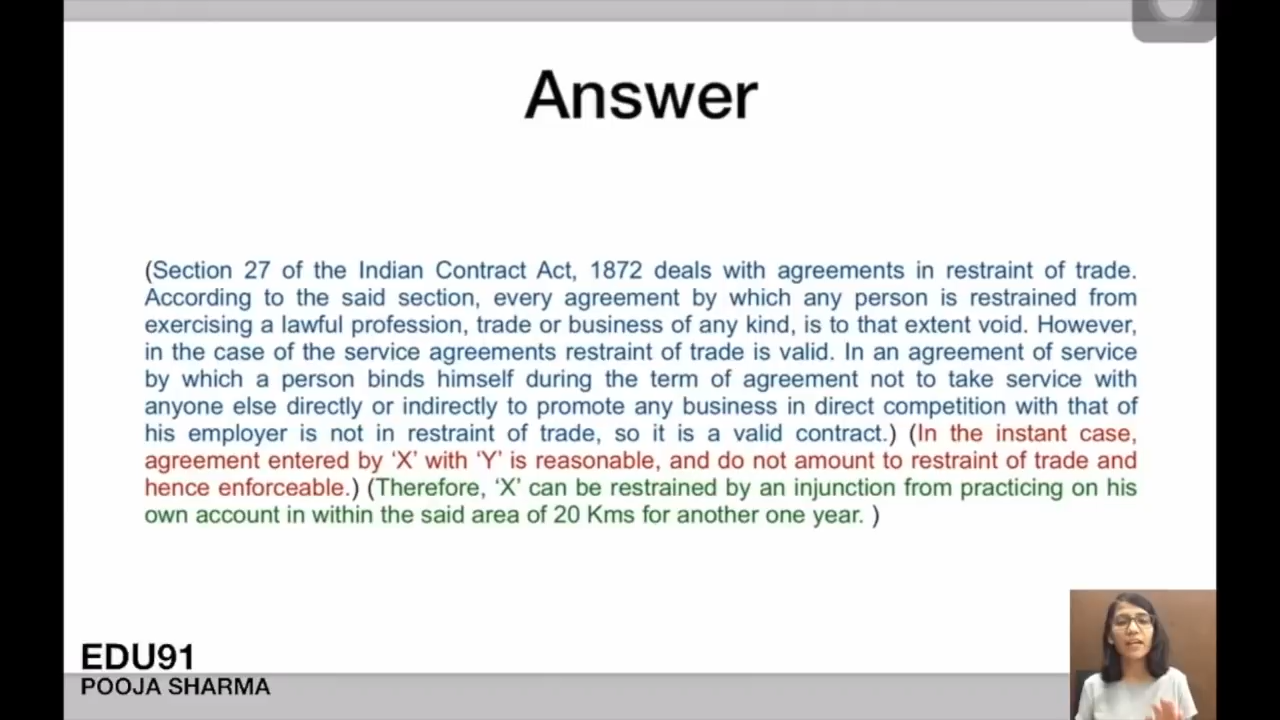 Answer
(Section 27 of the Indian Contract Act, 1872 deals with agreements in restraint of trade.
According to the said section, every agreement by which any person is restrained from
exercising a lawful profession, trade or business of any kind, is to that extent void. However,
in the case of the service agreements restraint of trade is valid. In an agreement of service
by which a person binds himself during the term of agreement not to take service with
anyone else directly or indirectly to promote any business in direct competition with that of
his employer is not in restraint of trade, so it is a valid contract.) (In the instant case,
agreement entered by ‘X’ with ‘Y’ is reasonable, and do not amount to restraint of trade and
hence enforceable.) (Therefore, ‘X’ can be restrained by an injunction from practicing on his
own account in within the said area of 20 Kms for another one year. )
EDU91
POOJA SHARMA